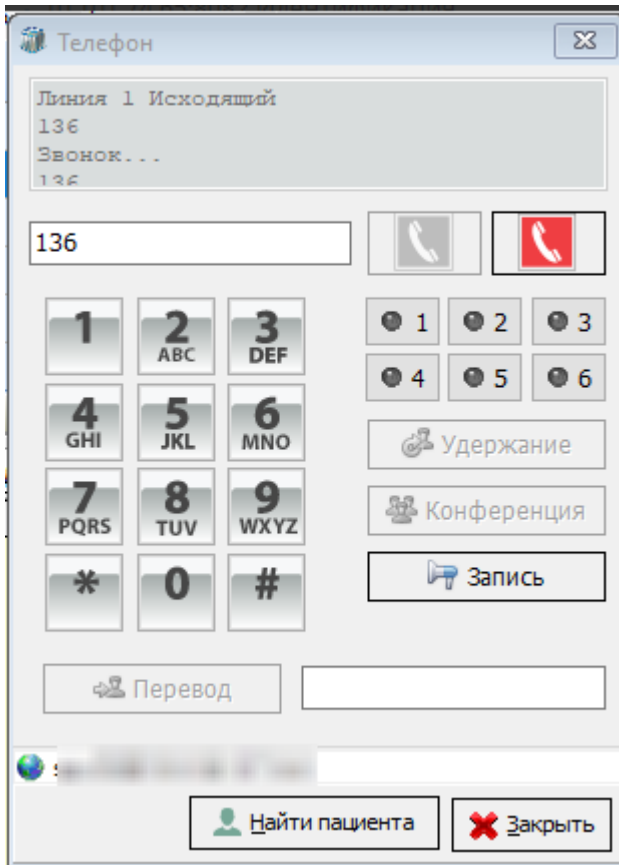 Телефон
Линия 1 Исходящий
136
Звонок...
136
136
1
2
ABC
3
DEF
1
2
3
4
5
6
4
GHI
5
JKL
6
MNO
Удержание
7
PQRS
8
TUV
9
WXYZ
Конференция
*
0
#
Запись
Перевод
Найти пациента
Закрыть